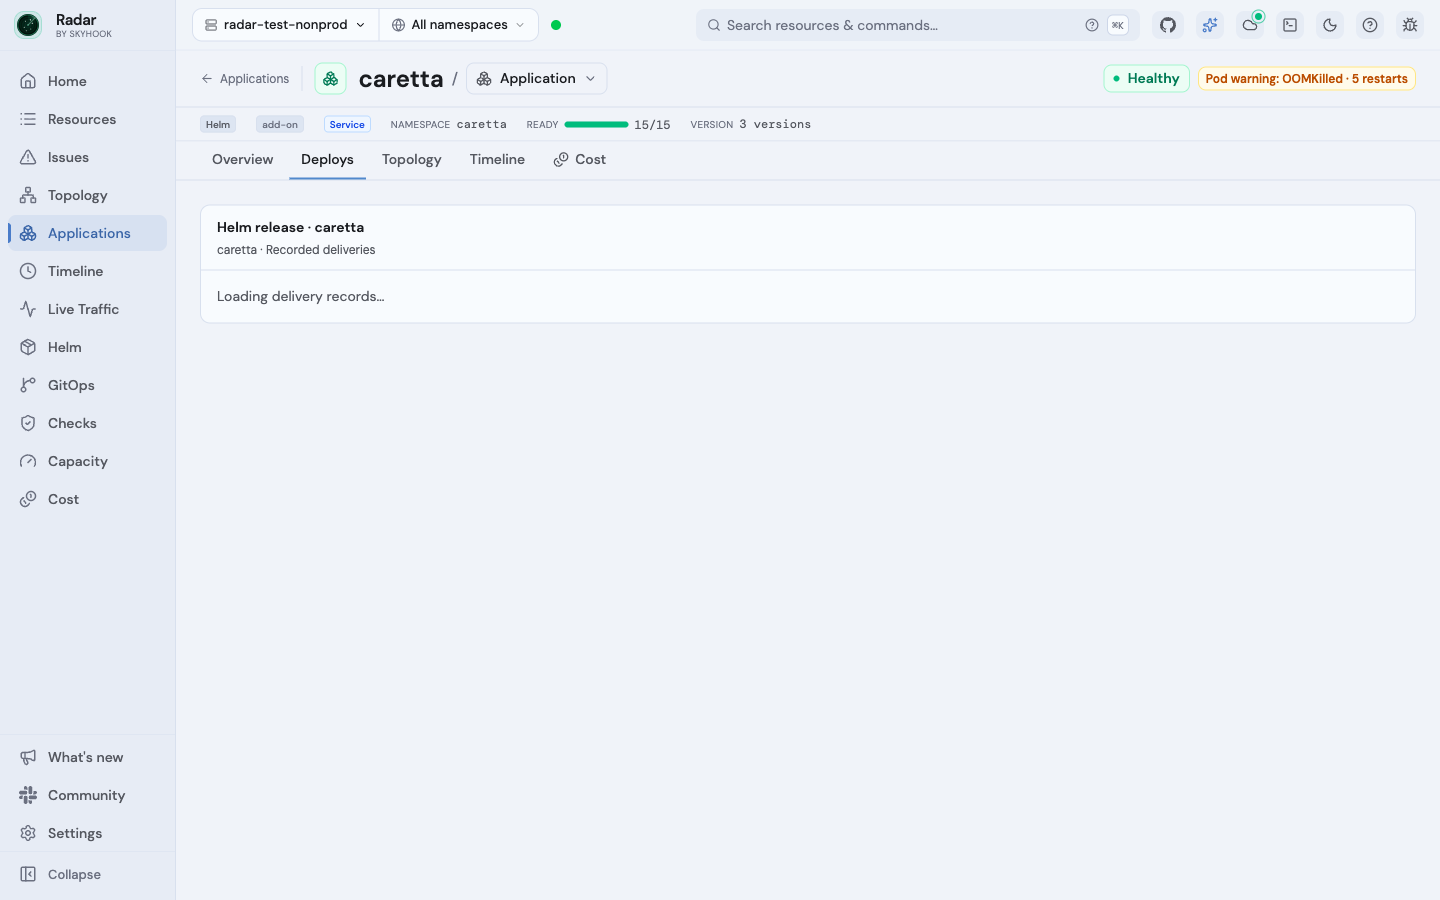 Radar
BY SKYHOOK
radar-test-nonprod
All namespaces
Search resources & commands...
⌘K
Home
Resources
Issues
Topology
Applications
Timeline
Live Traffic
Helm
GitOps
Checks
Capacity
Cost
What's new
Community
Settings
Collapse
Applications
caretta / Application
Healthy
Pod warning: OOMKilled · 5 restarts
Helm add-on Service NAMESPACE caretta READY 15/15 VERSION 3 versions
Overview Deploys Topology Timeline Cost
Helm release · caretta
caretta · Recorded deliveries
Loading delivery records...